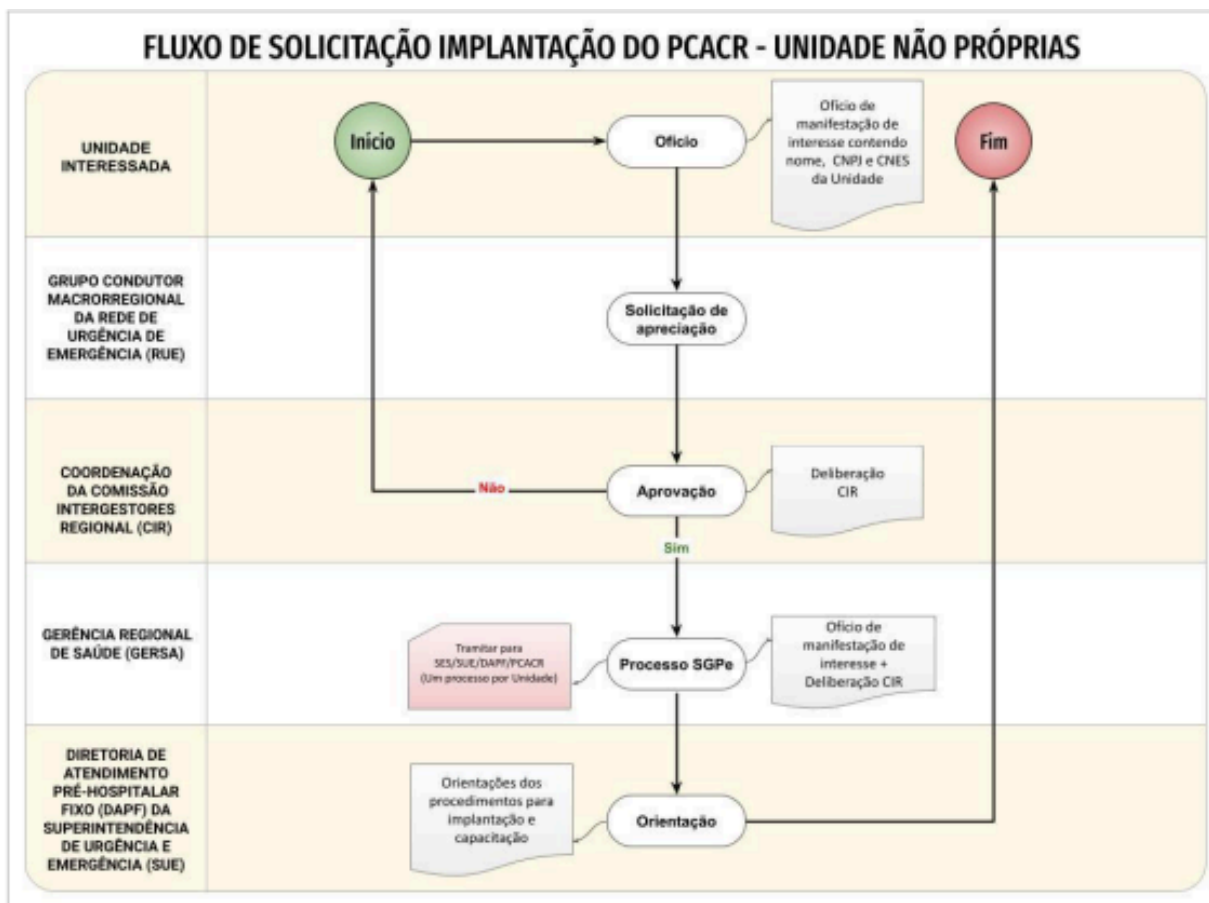 FLUXO DE SOLICITAÇÃO IMPLANTAÇÃO DO PCACR - UNIDADE NÃO PRÓPRIAS
UNIDADE
INTERESSADA
Início
Ofício
Ofício de
manifestação de
interesse contendo
nome, CNPJ e CNES
da Unidade
Fim
GRUPO CONDUTOR
MACRORREGIONAL
DA REDE DE
URGÊNCIA DE
EMERGÊNCIA (RUE)
Solicitação de
apreciação
COORDENAÇÃO
DA COMISSÃO
INTERGESTORES
REGIONAL (CIR)
Não
Aprovação
Deliberação
CIR
Sim
GERÊNCIA REGIONAL
DE SAÚDE (GERSA)
Tramitar para
SES/SUE/DAPF/PCACR
(Um processo por Unidade)
Processo SGPe
Ofício de
manifestação de
interesse +
Deliberação CIR
DIRETORIA DE
ATENDIMENTO
PRÉ-HOSPITALAR
FIXO (DAPF) DA
SUPERINTENDÊNCIA
DE URGÊNCIA E
EMERGÊNCIA (SUE)
Orientações dos
procedimentos para
implantação e
capacitação
Orientação